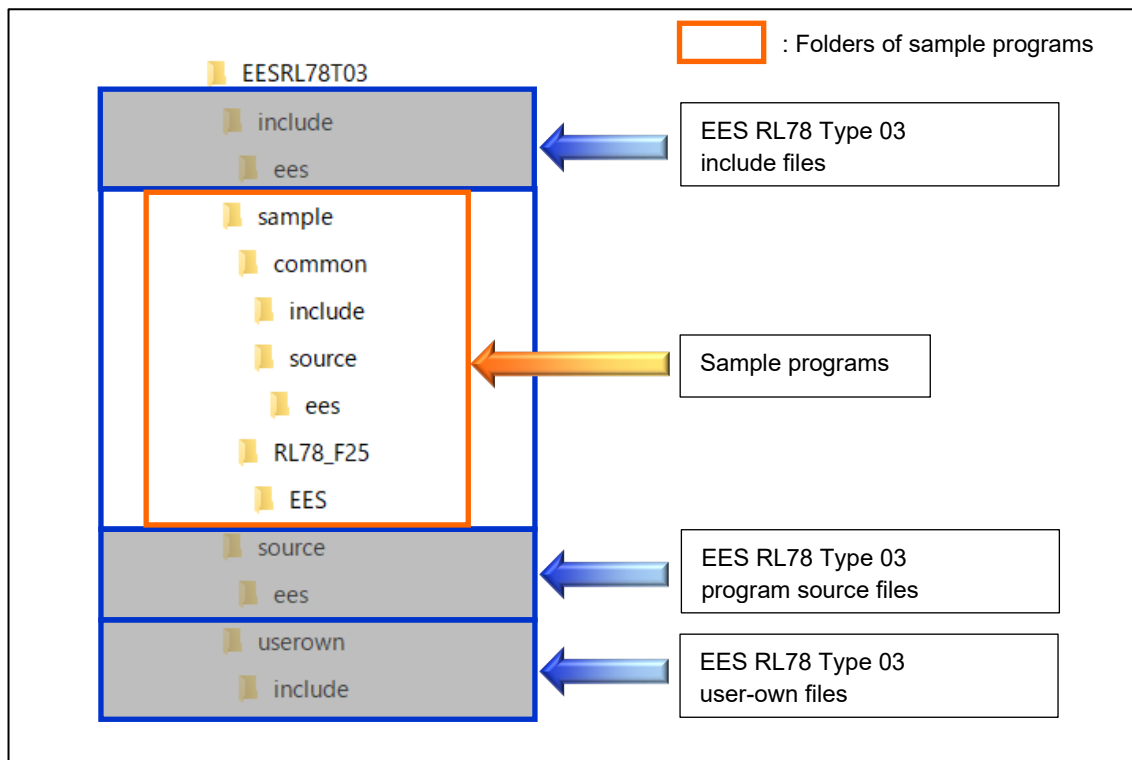 : Folders of sample programs
EESRL78T03
include
ees
EES RL78 Type 03
include files
sample
common
include
source
ees
RL78_F25
EES
Sample programs
source
ees
EES RL78 Type 03
program source files
userown
include
EES RL78 Type 03
user-own files